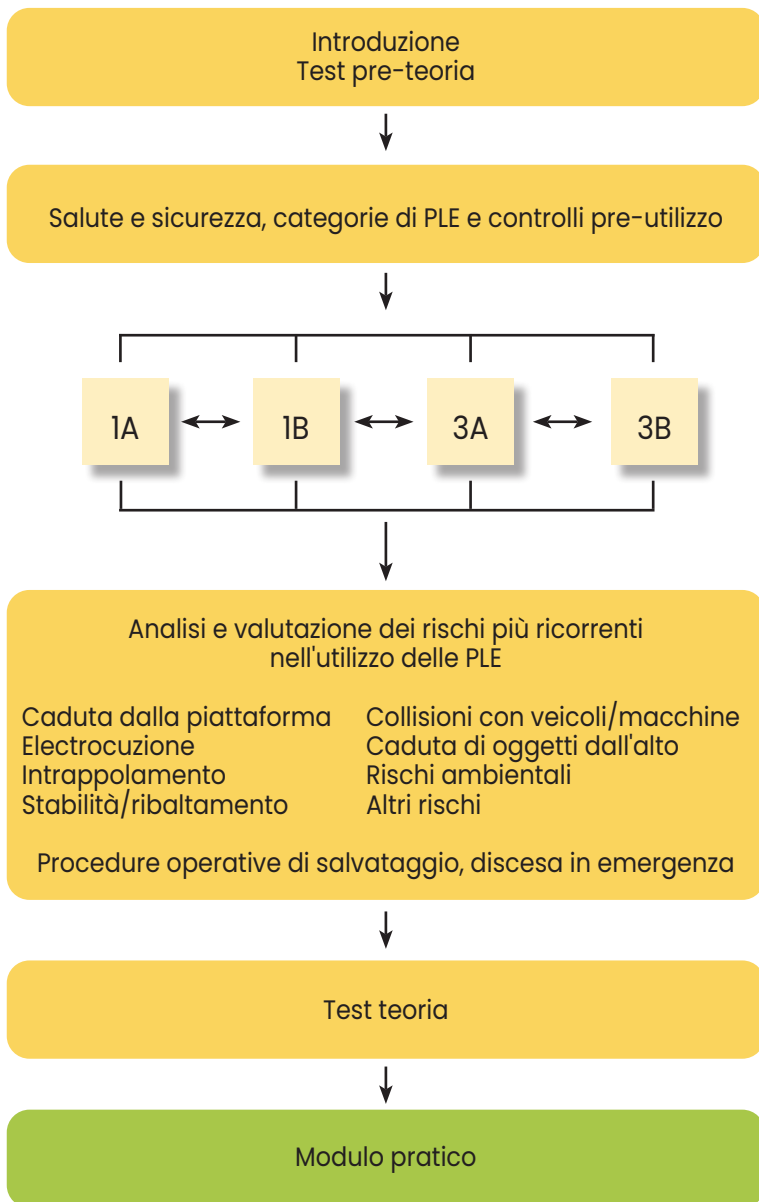 Introduzione
Test pre-teoria
Salute e sicurezza, categorie di PLE e controlli pre-utilizzo
1A
1B
3A
3B
Analisi e valutazione dei rischi più ricorrenti
nell'utilizzo delle PLE
Caduta dalla piattaforma
Electrocuzione
Intrappolamento
Stabilità/ribaltamento
Collisioni con veicoli/macchine
Caduta di oggetti dall'alto
Rischi ambientali
Altri rischi
Procedure operative di salvataggio, discesa in emergenza
Test teoria
Modulo pratico